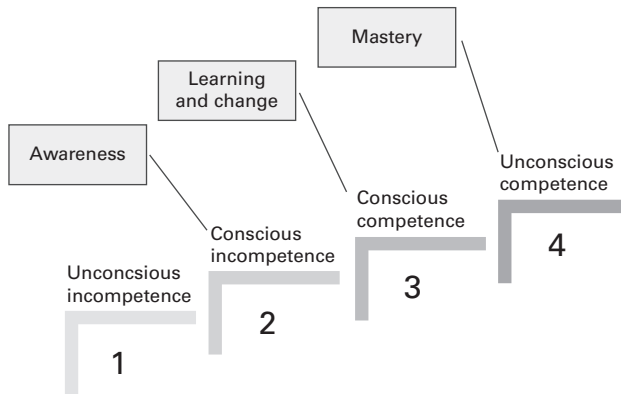 Mastery
Learning
and change
Awareness
Unconscious
competence
Conscious
competence
Conscious
incompetence
Unconcsious
incompetence
4
3
2
1